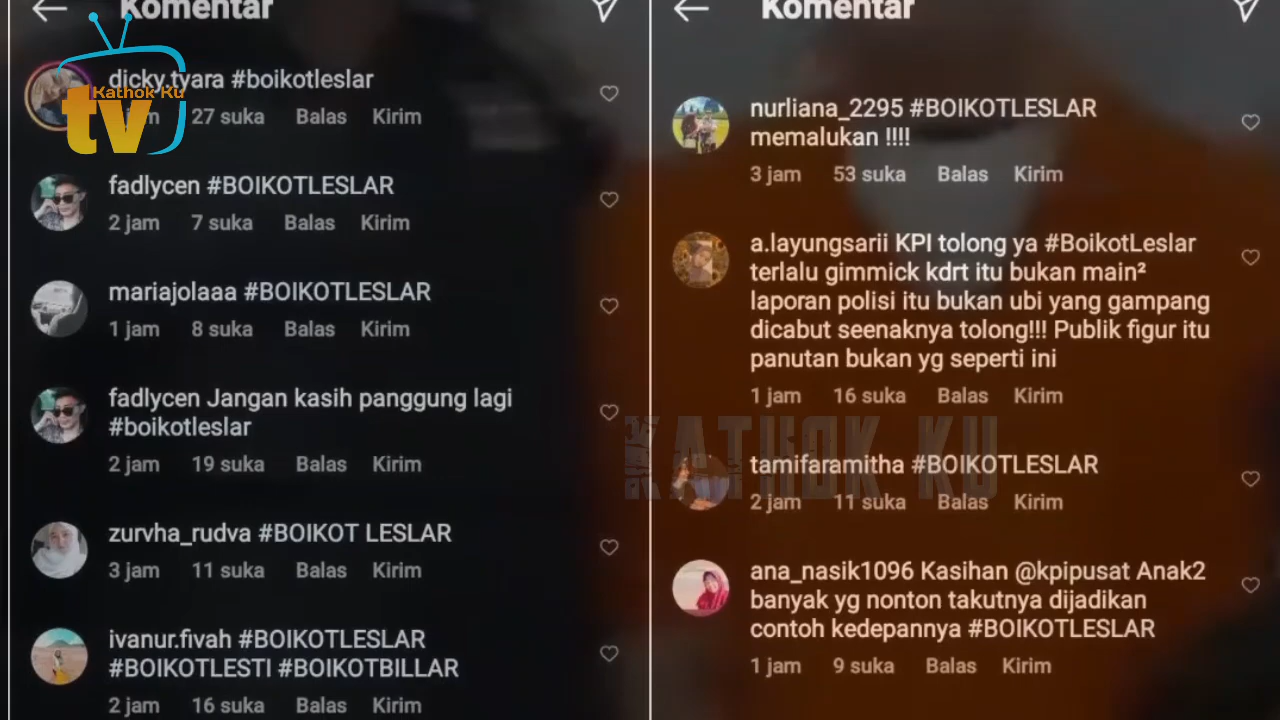 Komentar
dicky.tyara #boikotleslar
27 suka Balas Kirim
Kathok Ku
tv
fadlycen #BOIKOTLESLAR
2 jam 7 suka Balas Kirim
mariajolaaa #BOIKOTLESLAR
1 jam 8 suka Balas Kirim
fadlycen Jangan kasih panggung lagi
#boikotleslar
2 jam 19 suka Balas Kirim
zurvha_rudva #BOIKOT LESLAR
3 jam 11 suka Balas Kirim
ivanur.fivah #BOIKOTLESLAR
#BOIKOTLESTI #BOIKOTBILLAR
2 jam 16 suka Balas Kirim
Komentar
nurliana_2295 #BOIKOTLESLAR
memalukan !!!!
3 jam 53 suka Balas Kirim
a.layungsarii KPI tolong ya #BoikotLeslar
terlalu gimmick kdrt itu bukan main²
laporan polisi itu bukan ubi yang gampang
dicabut seenaknya tolong!!! Publik figur itu
panutan bukan yg seperti ini
1 jam 16 suka Balas Kirim
KATHOK KU
tamifaramitha #BOIKOTLESLAR
2 jam 11 suka Balas Kirim
ana_nasik1096 Kasihan @kpipusat Anak2
banyak yg nonton takutnya dijadikan
contoh kedepannya #BOIKOTLESLAR
1 jam 9 suka Balas Kirim